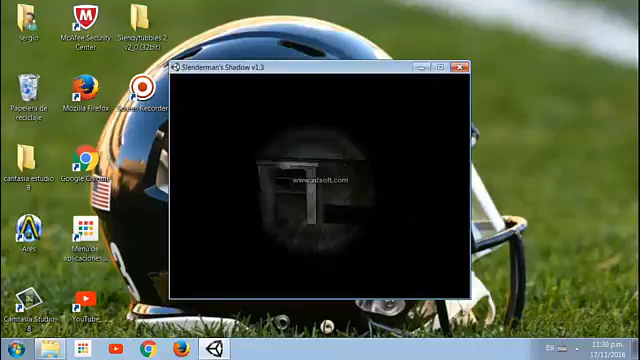 sergio
McAfee Security
Center
Slendytubbies 2
v2_0 (32bit)
Papelera de
reciclaje
Mozilla Firefox
Screen Recorder
camtasia estudio
8
Google Chrome
Ares
Menú de
aplicaciones...
Camtasia Studio
8
YouTube
Slenderman's Shadow v1.3
www.zdsoft.com
ES
11:30 p.m.
17/11/2016